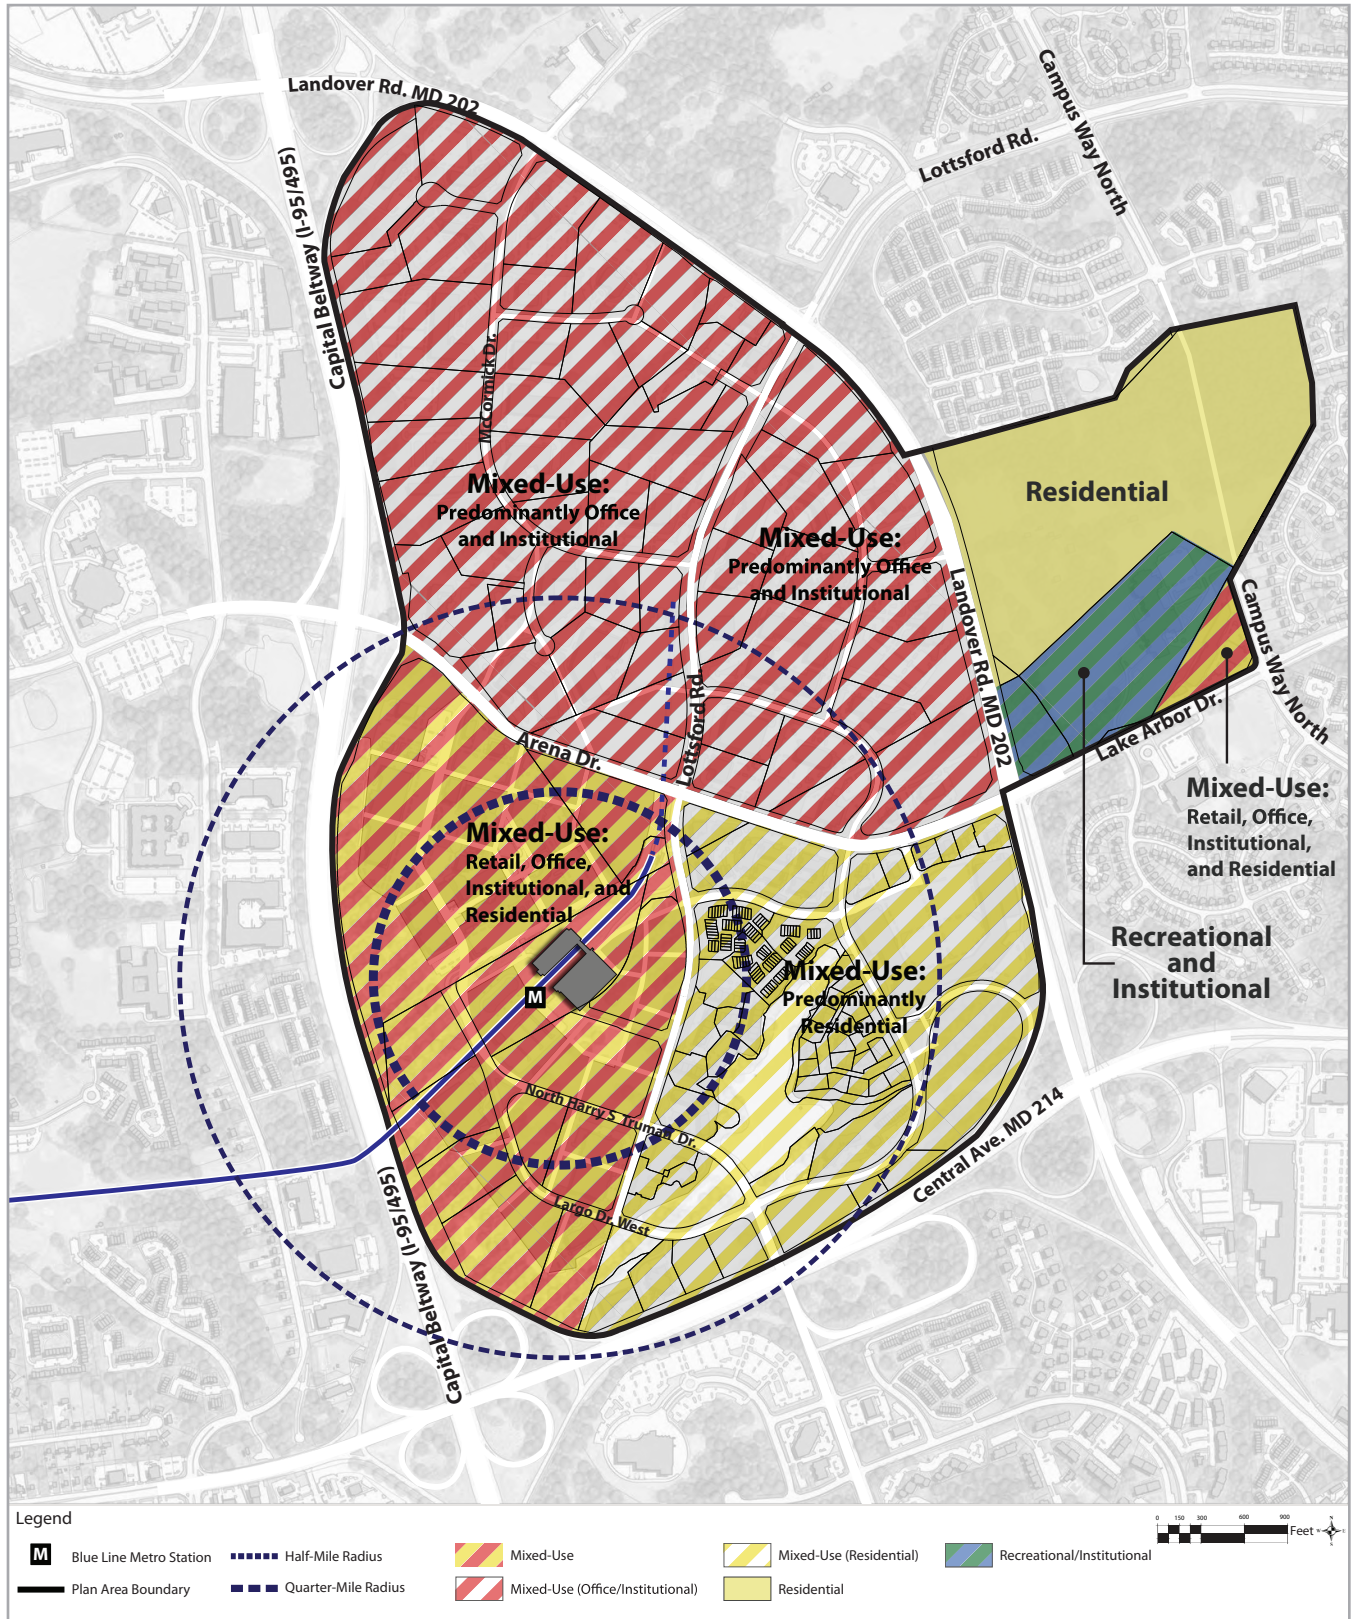 Landover Rd. MD 202
Campus Way North
Lottsford Rd.
Capital Beltway (I-95/495)
McCormick Dr.
Mixed-Use:
Predominantly Office
and Institutional
Mixed-Use:
Predominantly Office
and Institutional
Residential
Landover Rd. MD 202
Campus Way North
Lake Arbor Dr.
Lottsford Rd.
Arena Dr.
Mixed-Use:
Retail, Office,
Institutional,
and Residential
Mixed-Use:
Retail, Office,
Institutional, and
Residential
Recreational
and
Institutional
Mixed-Use:
Predominantly
Residential
M
North Harry S Truman Dr.
Largo Dr. West
Central Ave. MD 214
Capital Beltway (I-95/495)
Legend
M Blue Line Metro Station
Plan Area Boundary
Half-Mile Radius
Quarter-Mile Radius
Mixed-Use
Mixed-Use (Office/Institutional)
Mixed-Use (Residential)
Residential
Recreational/Institutional
0 150 300 600 900
Feet